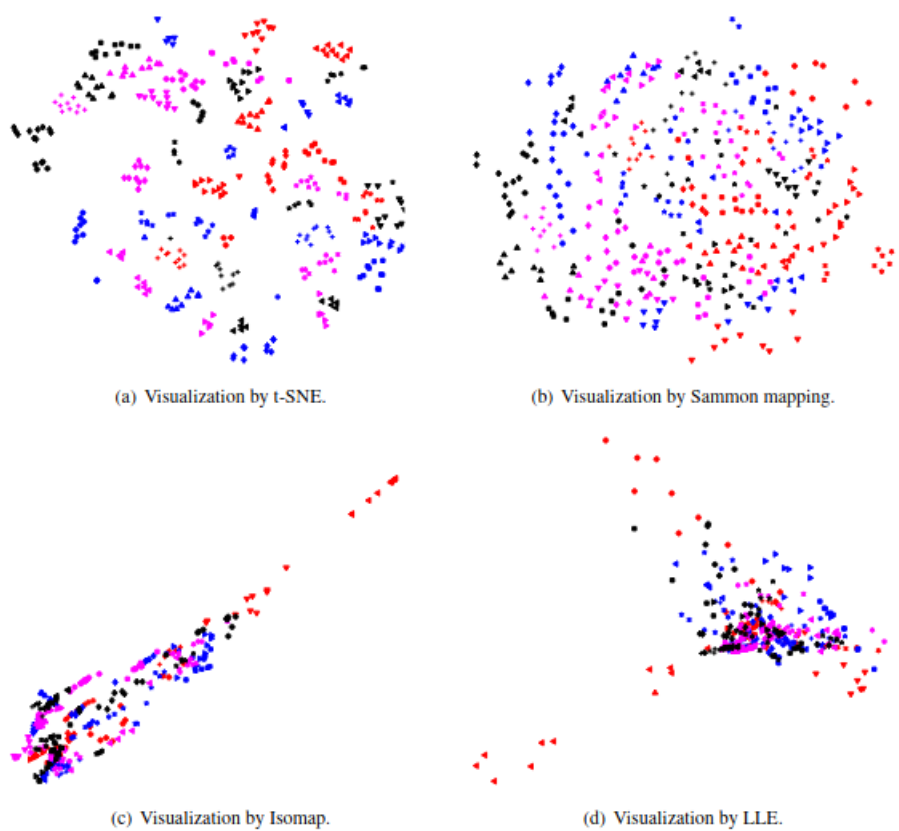 (a) Visualization by t-SNE.
(b) Visualization by Sammon mapping.
(c) Visualization by Isomap.
(d) Visualization by LLE.